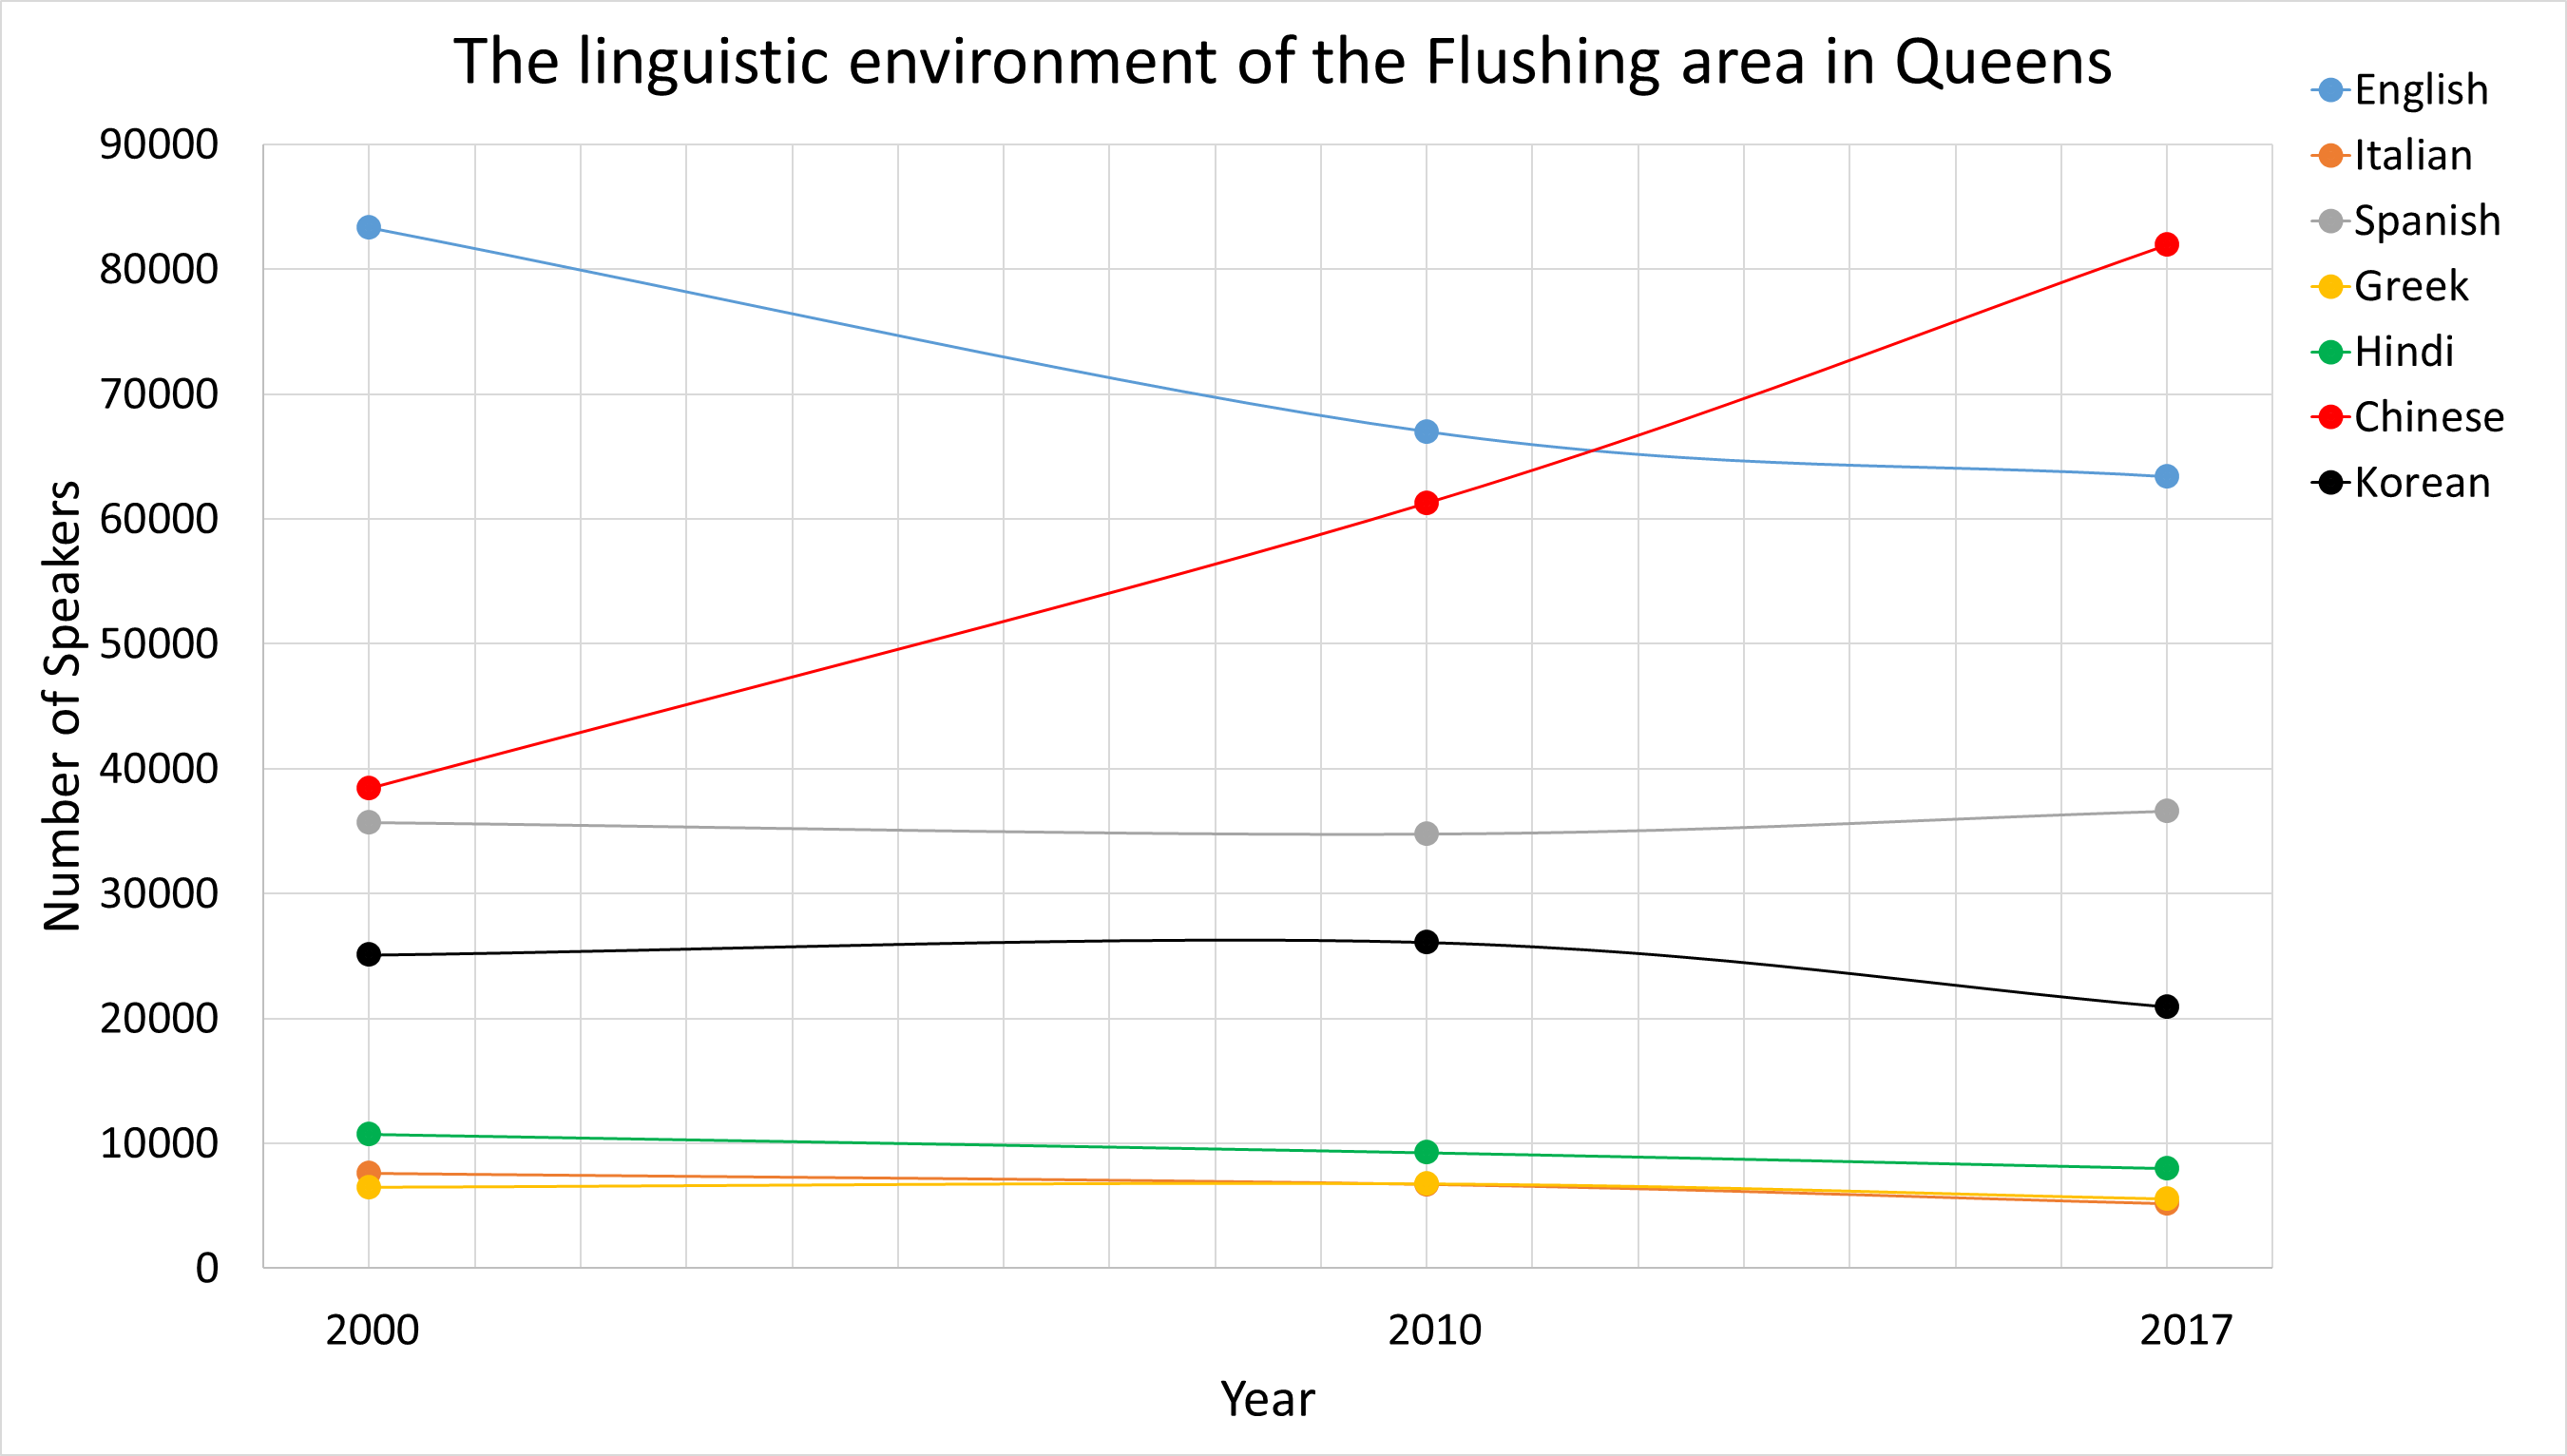 The linguistic environment of the Flushing area in Queens
English
Italian
Spanish
Greek
Hindi
Chinese
Korean
Number of Speakers
90000
80000
70000
60000
50000
40000
30000
20000
10000
0
2000 2010 2017
Year